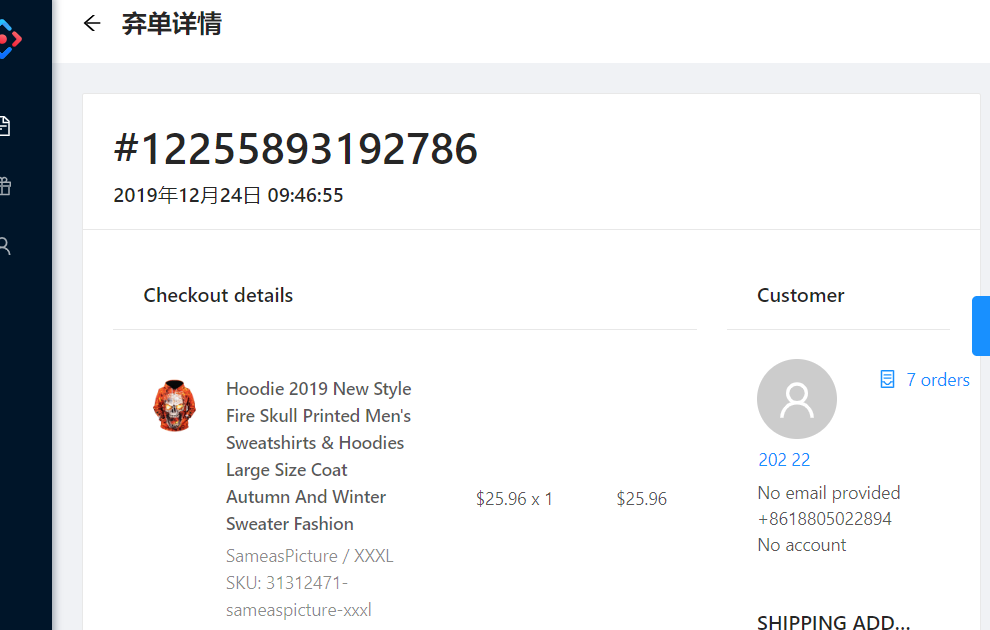 弃单详情
#12255893192786
2019年12月24日 09:46:55
Checkout details
Customer
Hoodie 2019 New Style
Fire Skull Printed Men's
Sweatshirts & Hoodies
Large Size Coat
Autumn And Winter
Sweater Fashion
SameasPicture / XXXL
SKU: 31312471-
sameaspicture-xxxl
$25.96 x 1
$25.96
7 orders
202 22
No email provided
+8618805022894
No account
SHIPPING ADD...